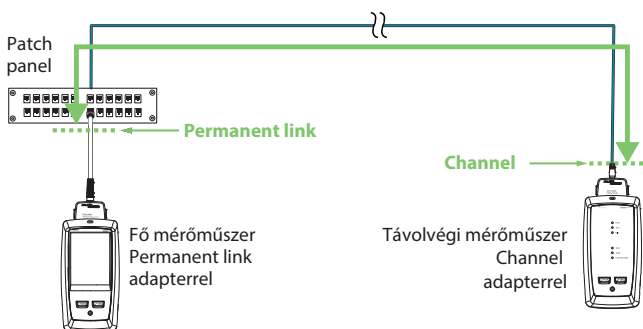 Patch
panel
Permanent link
Channel
Fő mérőműszer
Permanent link
adapterrel
Távolvégi mérőműszer
Channel
adapterrel